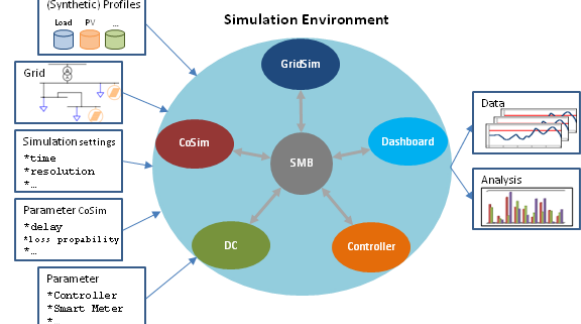 (Synthetic) Profiles
Load PV ...
Simulation Environment
Grid
Simulation settings
*time
*resolution
*...
Parameter CoSim
*delay
*loss propability
*...
Parameter
*Controller
*Smart Meter
*...
GridSim
CoSim
Dashboard
SMB
DC
Controller
Data
Analysis